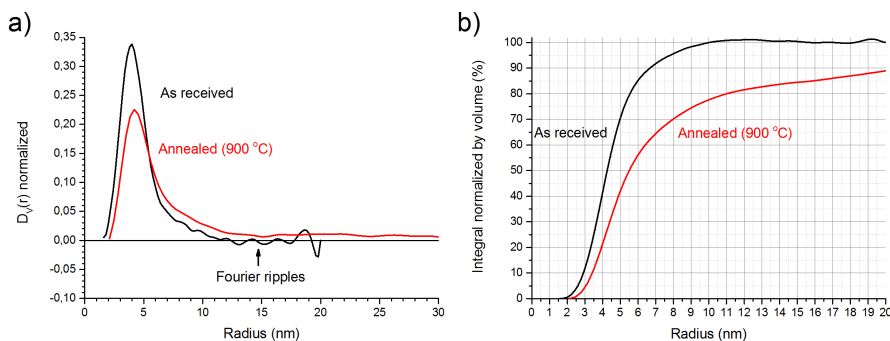 a)
D_V(r) normalized
0,35
0,30
0,25
0,20
0,15
0,10
0,05
0,00
-0,05
-0,10
As received
Annealed (900 °C)
Fourier ripples
0 5 10 15 20 25 30
Radius (nm)
b)
Integral normalized by volume (%)
100
90
80
70
60
50
40
30
20
10
0
As received Annealed (900 °C)
0 1 2 3 4 5 6 7 8 9 10 11 12 13 14 15 16 17 18 19 20
Radius (nm)